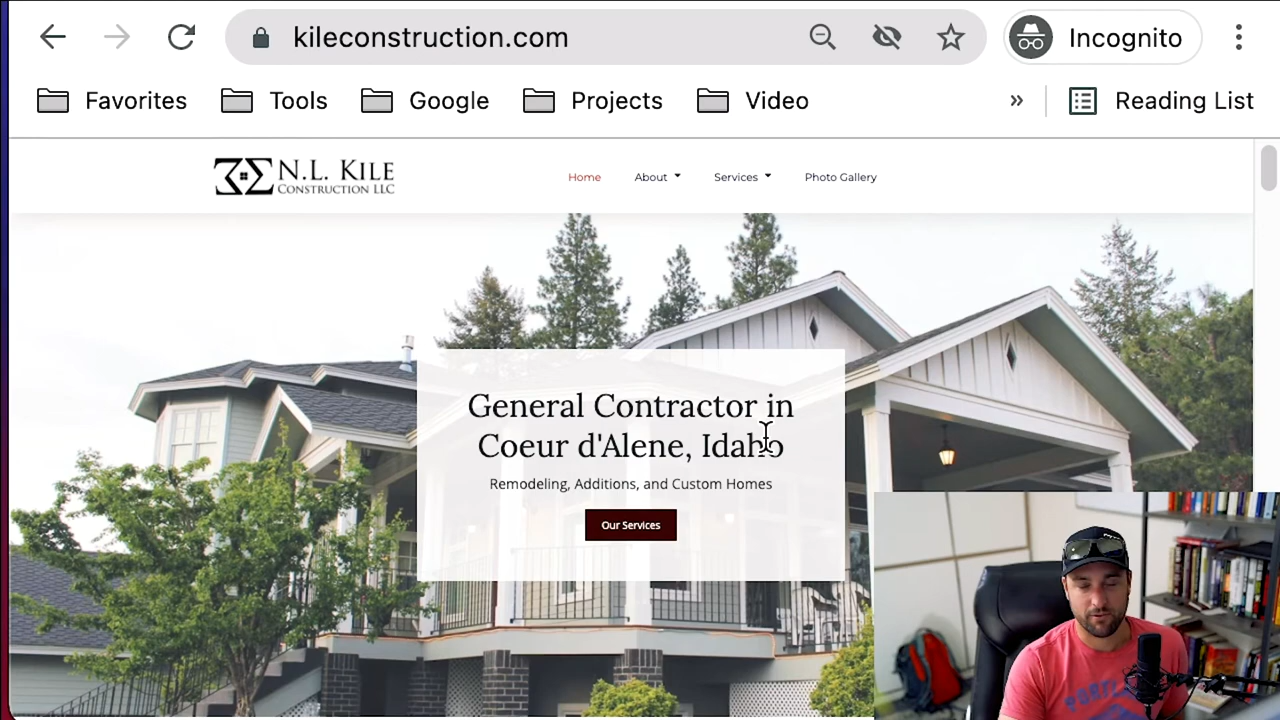 kileconstruction.com
Incognito
Favorites Tools Google Projects Video » Reading List
N.L. KILE
CONSTRUCTION LLC
Home About Services Photo Gallery
General Contractor in
Coeur d'Alene, Idaho
Remodeling, Additions, and Custom Homes
Our Services
PORTLAND